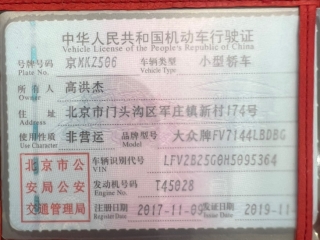 中华人民共和国机动车行驶证
Vehicle License of the People's Republic of China
号牌号码 京MKZ506 车辆类型 小型轿车
Plate No. Vehicle Type
所有人 高洪杰
Owner
住址 北京市门头沟区军庄镇新村174号
Address
使用性质 非营运 品牌型号 大众牌FV7144LBDBG
Use Character Model
北京市公安局公安交通管理局
车辆识别代号 LFV2B25G0H5095364
VIN
发动机号码 T45028
Engine No.
注册日期 2017-11-09 发证日期 2019-11-
Register Date Issue Date